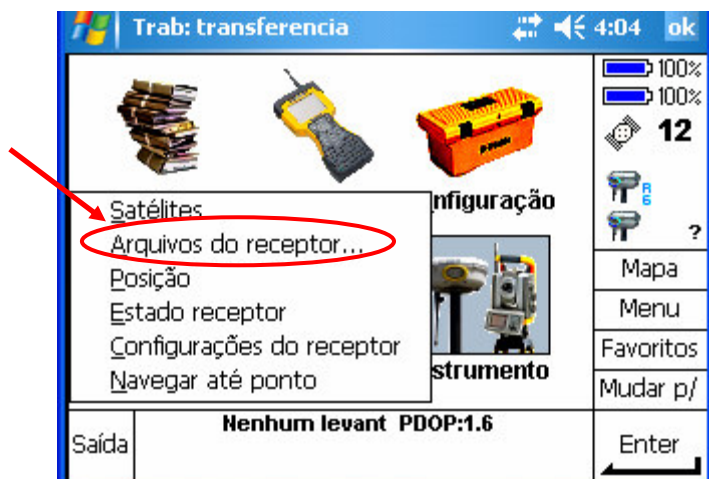 Trab: transferencia 4:04 ok
100%
100%
12
R
6
?
nfiguração
Satélites
Arquivos do receptor...
Posição
Estado receptor
Configurações do receptor
Navegar até ponto
strumento
Mapa
Menu
Favoritos
Mudar p/
Saída
Nenhum levant PDOP:1.6
Enter